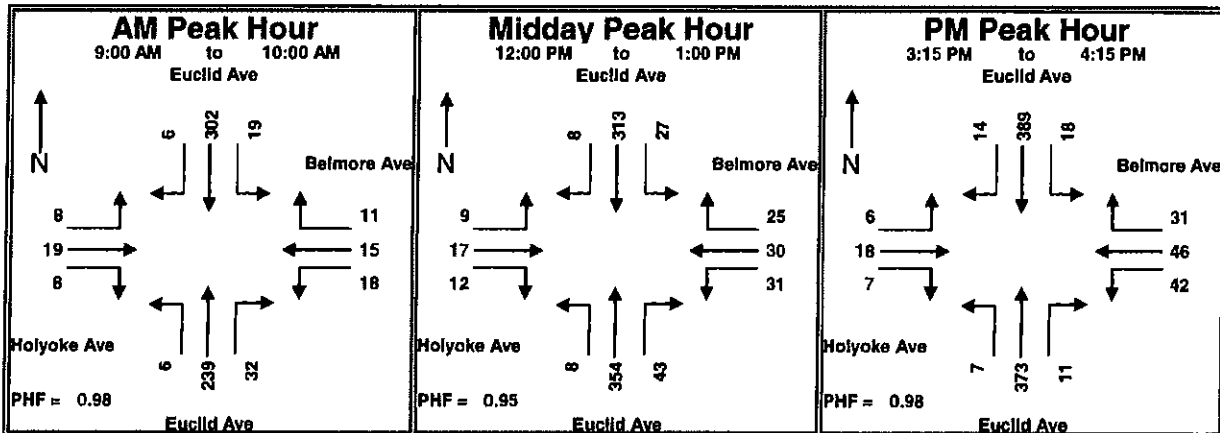 AM Peak Hour
9:00 AM to 10:00 AM
Euclid Ave
N
6 302 19
Belmore Ave
8 11
19 15
8 18
Holyoke Ave
6 239 32
PHF = 0.98
Euclid Ave
Midday Peak Hour
12:00 PM to 1:00 PM
Euclid Ave
N
8 313 27
Belmore Ave
9 25
17 30
12 31
Holyoke Ave
8 354 43
PHF = 0.95
Euclid Ave
PM Peak Hour
3:15 PM to 4:15 PM
Euclid Ave
N
14 389 18
Belmore Ave
6 31
18 46
7 42
Holyoke Ave
7 373 11
PHF = 0.98
Euclid Ave